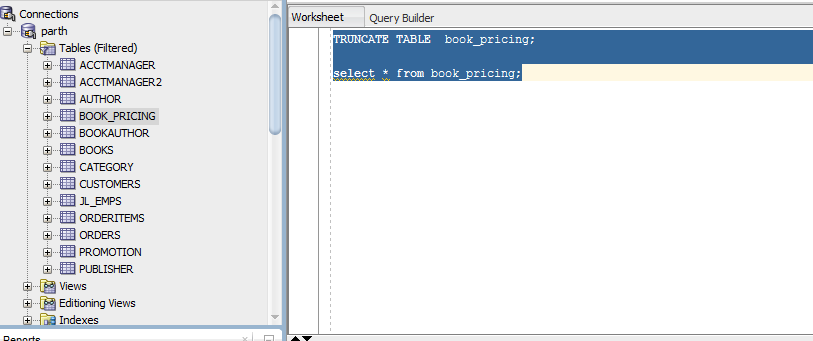 Connections
parth
Tables (Filtered)
ACCTMANAGER
ACCTMANAGER2
AUTHOR
BOOK_PRICING
BOOKAUTHOR
BOOKS
CATEGORY
CUSTOMERS
JL_EMPS
ORDERITEMS
ORDERS
PROMOTION
PUBLISHER
Views
Editioning Views
Indexes
Reports
Worksheet Query Builder
TRUNCATE TABLE  book_pricing;
select * from book_pricing;